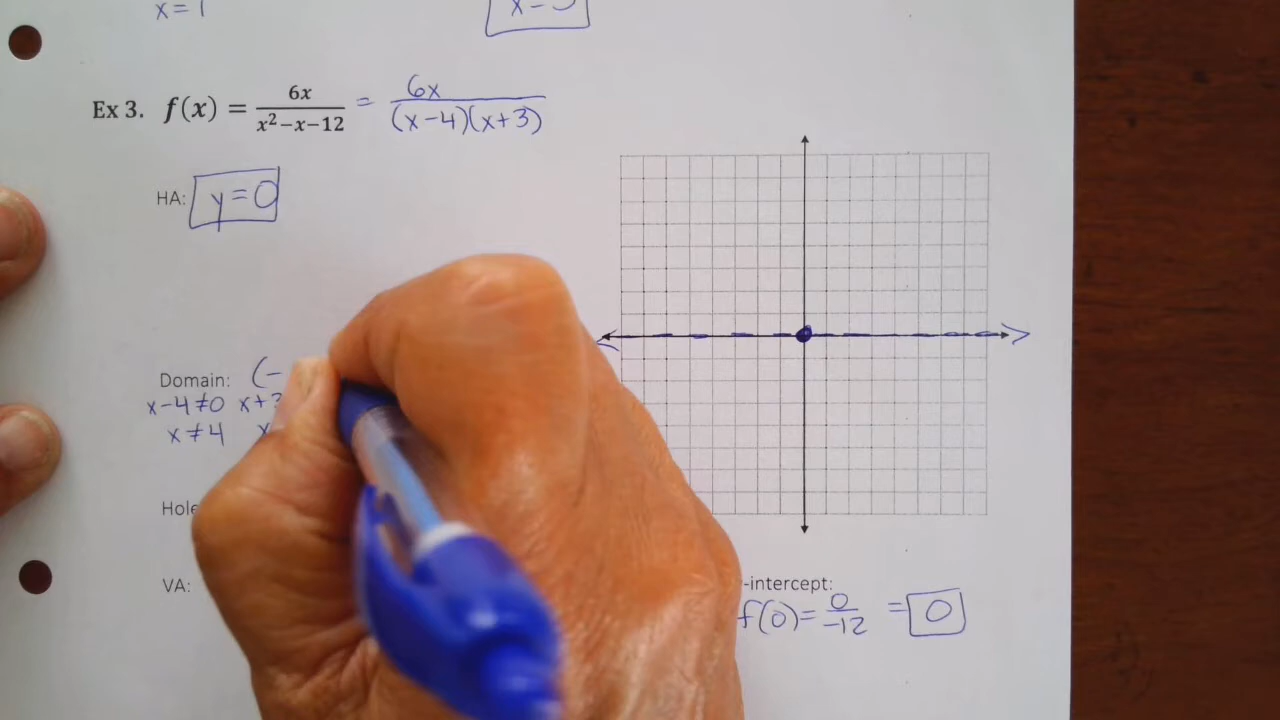 x=1
x-5
Ex 3. f(x) = 6x/(x²-x-12) = 6x/((x-4)(x+3))
HA: y=0
Domain: (-
x-4≠0 x+
x≠4 x
Hole
VA:
-intercept:
f(0)= 0/-12 = 0